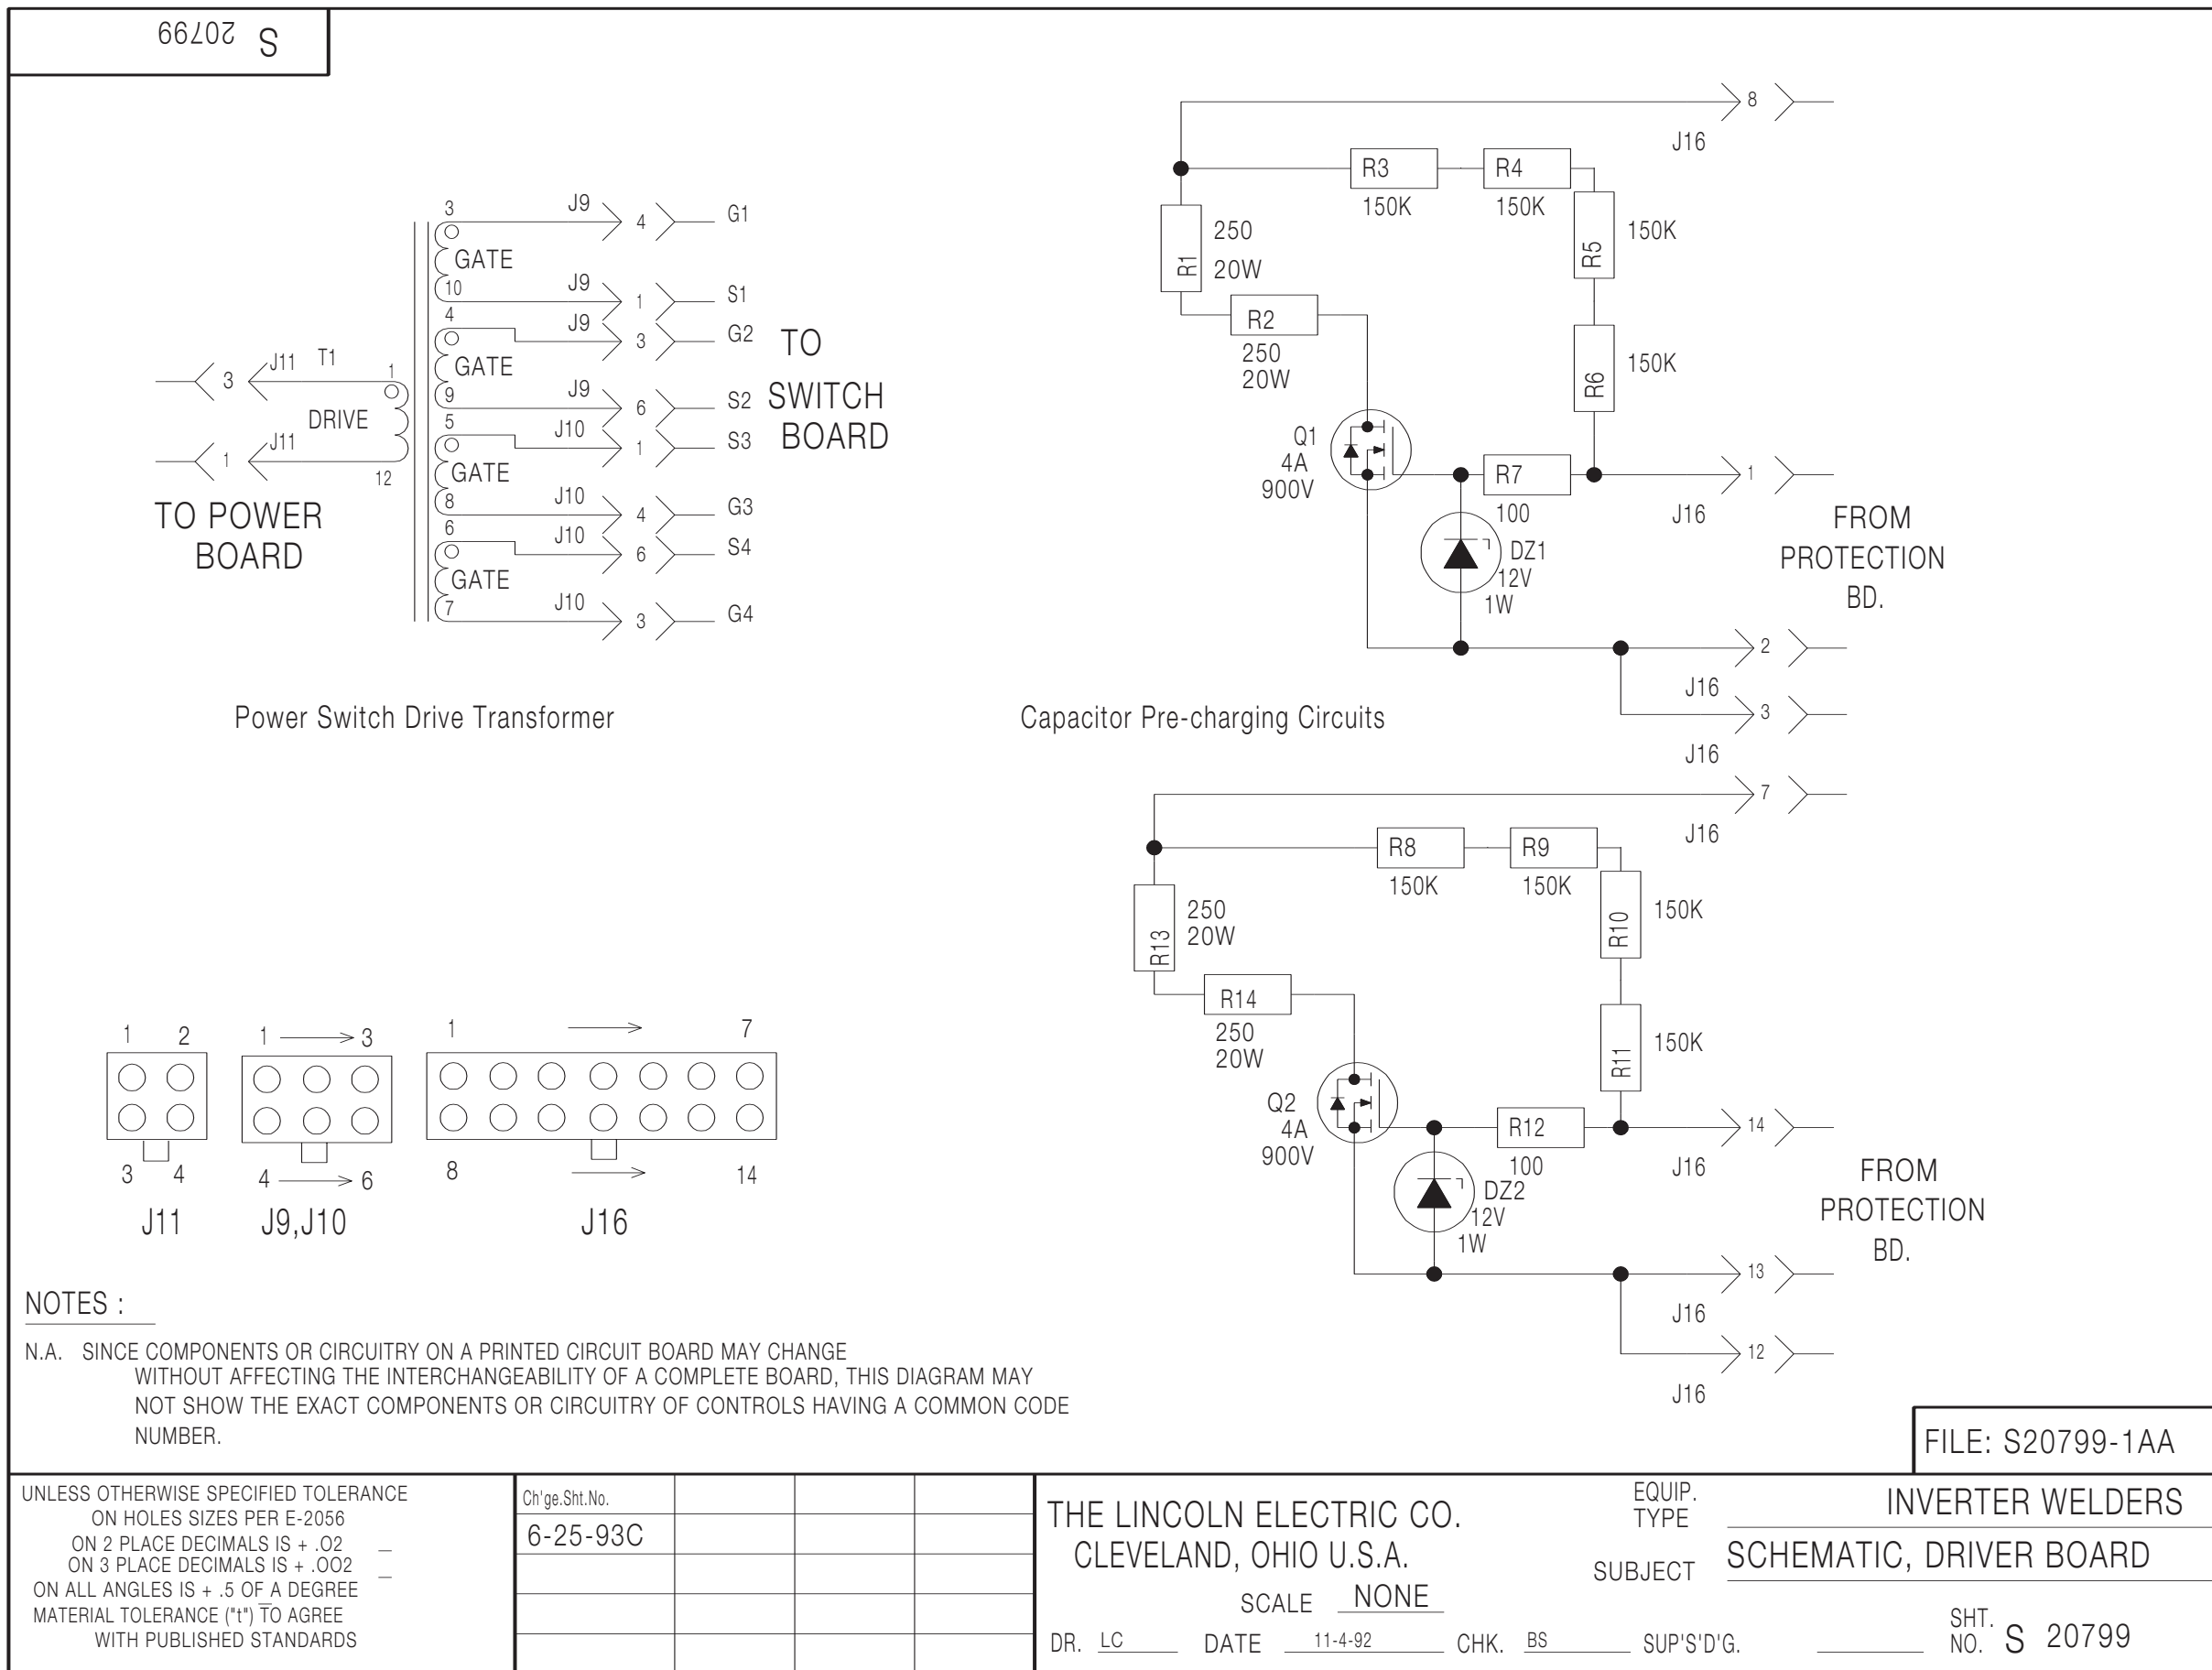 S 20799
8
J16
R3
150K
R4
150K
R5
150K
R6
150K
250
20W
R1
R2
250
20W
Q1
4A
900V
R7
100
1
J16
DZ1
12V
1W
FROM
PROTECTION
BD.
2
J16
3
J16
3
GATE
10
J9
4
G1
J9
1
S1
4
GATE
9
J9
3
G2
J9
6
S2
5
GATE
8
J10
1
S3
J10
4
G3
6
GATE
7
J10
6
S4
J10
3
G4
TO
SWITCH
BOARD
3
J11
T1
1
DRIVE
1
J11
12
TO POWER
BOARD
Power Switch Drive Transformer
Capacitor Pre-charging Circuits
7
J16
R8
150K
R9
150K
R10
150K
R11
150K
250
20W
R13
R14
250
20W
Q2
4A
900V
R12
100
14
J16
DZ2
12V
1W
FROM
PROTECTION
BD.
13
J16
12
J16
1 2
3 4
J11
1 3
4 6
J9,J10
1 7
8 14
J16
NOTES :
N.A. SINCE COMPONENTS OR CIRCUITRY ON A PRINTED CIRCUIT BOARD MAY CHANGE
WITHOUT AFFECTING THE INTERCHANGEABILITY OF A COMPLETE BOARD, THIS DIAGRAM MAY
NOT SHOW THE EXACT COMPONENTS OR CIRCUITRY OF CONTROLS HAVING A COMMON CODE
NUMBER.
FILE: S20799-1AA
UNLESS OTHERWISE SPECIFIED TOLERANCE
ON HOLES SIZES PER E-2056
ON 2 PLACE DECIMALS IS + .O2
ON 3 PLACE DECIMALS IS + .OO2
ON ALL ANGLES IS + .5 OF A DEGREE
MATERIAL TOLERANCE ("t") TO AGREE
WITH PUBLISHED STANDARDS
Ch'ge.Sht.No.
6-25-93C
THE LINCOLN ELECTRIC CO.
CLEVELAND, OHIO U.S.A.
SCALE NONE
DR. LC DATE 11-4-92 CHK. BS SUP'S'D'G.
EQUIP.
TYPE
INVERTER WELDERS
SUBJECT SCHEMATIC, DRIVER BOARD
SHT.
NO. S 20799